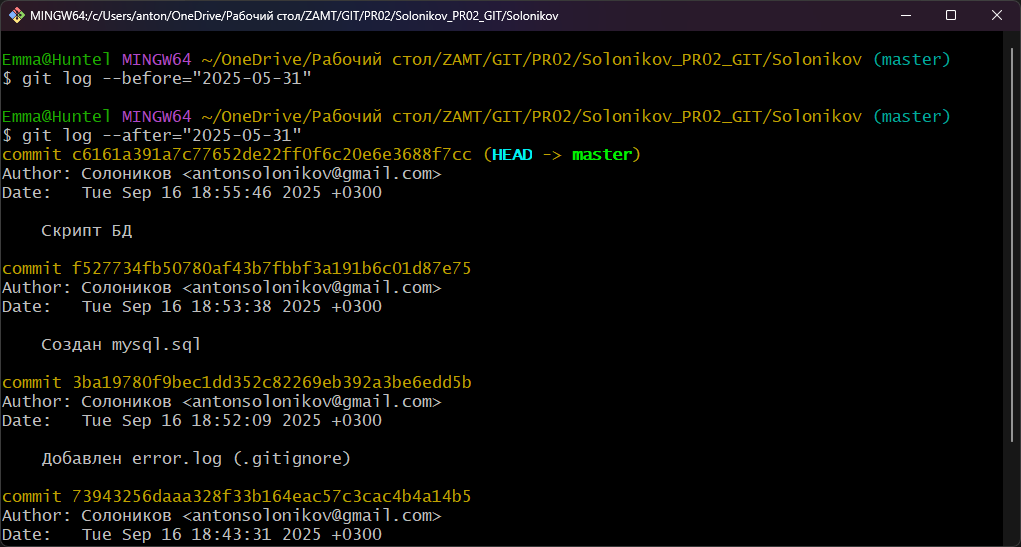 MINGW64:/c/Users/anton/OneDrive/Рабочий стол/ZAMT/GIT/PR02/Solonikov_PR02_GIT/Solonikov
Emma@Huntel MINGW64 ~/OneDrive/Рабочий стол/ZAMT/GIT/PR02/Solonikov_PR02_GIT/Solonikov (master)
$ git log --before="2025-05-31"
Emma@Huntel MINGW64 ~/OneDrive/Рабочий стол/ZAMT/GIT/PR02/Solonikov_PR02_GIT/Solonikov (master)
$ git log --after="2025-05-31"
commit c6161a391a7c77652de22ff0f6c20e6e3688f7cc (HEAD -> master)
Author: Солоников <antonsolonikov@gmail.com>
Date:   Tue Sep 16 18:55:46 2025 +0300
Скрипт БД
commit f527734fb50780af43b7fbbf3a191b6c01d87e75
Author: Солоников <antonsolonikov@gmail.com>
Date:   Tue Sep 16 18:53:38 2025 +0300
Создан mysql.sql
commit 3ba19780f9bec1dd352c82269eb392a3be6edd5b
Author: Солоников <antonsolonikov@gmail.com>
Date:   Tue Sep 16 18:52:09 2025 +0300
Добавлен error.log (.gitignore)
commit 73943256daaa328f33b164eac57c3cac4b4a14b5
Author: Солоников <antonsolonikov@gmail.com>
Date:   Tue Sep 16 18:43:31 2025 +0300